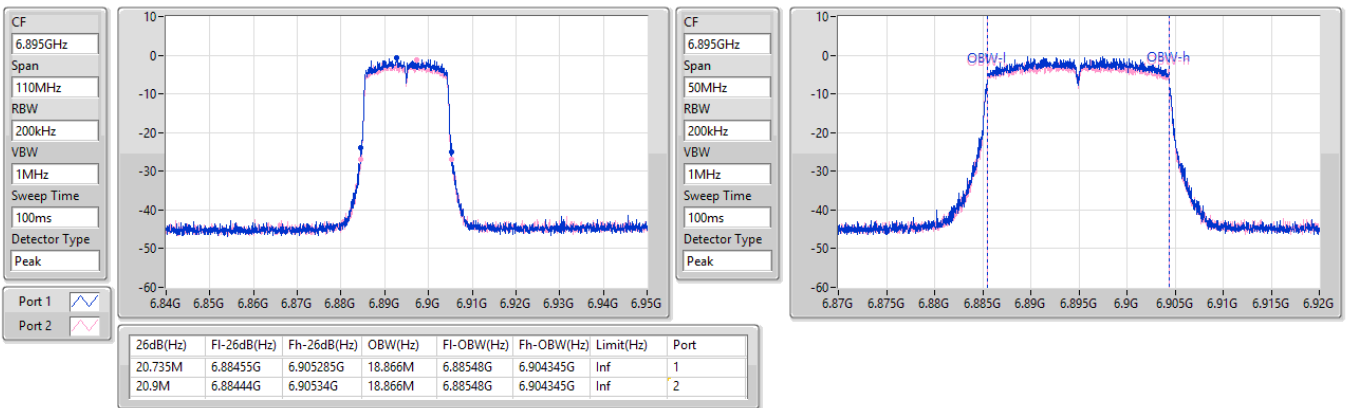 CF
6.895GHz
Span
110MHz
RBW
200kHz
VBW
1MHz
Sweep Time
100ms
Detector Type
Peak
Port 1
Port 2
10
0
-10
-20
-30
-40
-50
-60
6.84G 6.85G 6.86G 6.87G 6.88G 6.89G 6.9G 6.91G 6.92G 6.93G 6.94G 6.95G
CF
6.895GHz
Span
50MHz
RBW
200kHz
VBW
1MHz
Sweep Time
100ms
Detector Type
Peak
10
0
-10
-20
-30
-40
-50
-60
OBW-l OBW-h
6.87G 6.875G 6.88G 6.885G 6.89G 6.895G 6.9G 6.905G 6.91G 6.915G 6.92G
26dB(Hz) Fl-26dB(Hz) Fh-26dB(Hz) OBW(Hz) Fl-OBW(Hz) Fh-OBW(Hz) Limit(Hz) Port
20.735M 6.88455G 6.905285G 18.866M 6.88548G 6.904345G Inf 1
20.9M 6.88444G 6.90534G 18.866M 6.88548G 6.904345G Inf 2